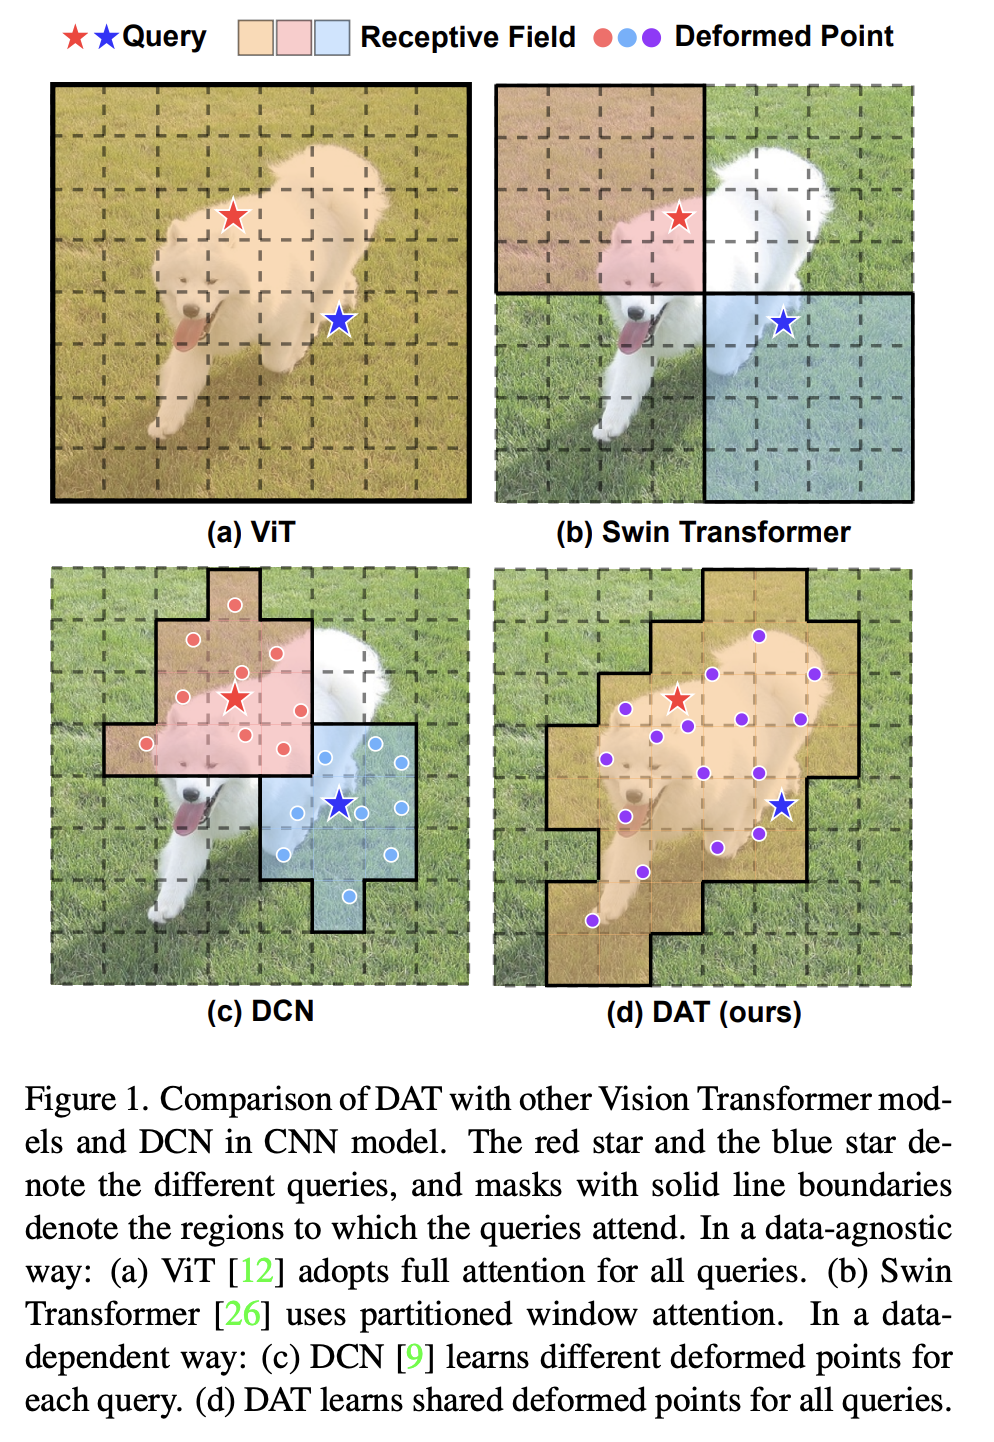 Query Receptive Field Deformed Point
(a) ViT
(b) Swin Transformer
(c) DCN
(d) DAT (ours)
Figure 1. Comparison of DAT with other Vision Transformer mod-
els and DCN in CNN model. The red star and the blue star de-
note the different queries, and masks with solid line boundaries
denote the regions to which the queries attend. In a data-agnostic
way: (a) ViT [12] adopts full attention for all queries. (b) Swin
Transformer [26] uses partitioned window attention. In a data-
dependent way: (c) DCN [9] learns different deformed points for
each query. (d) DAT learns shared deformed points for all queries.